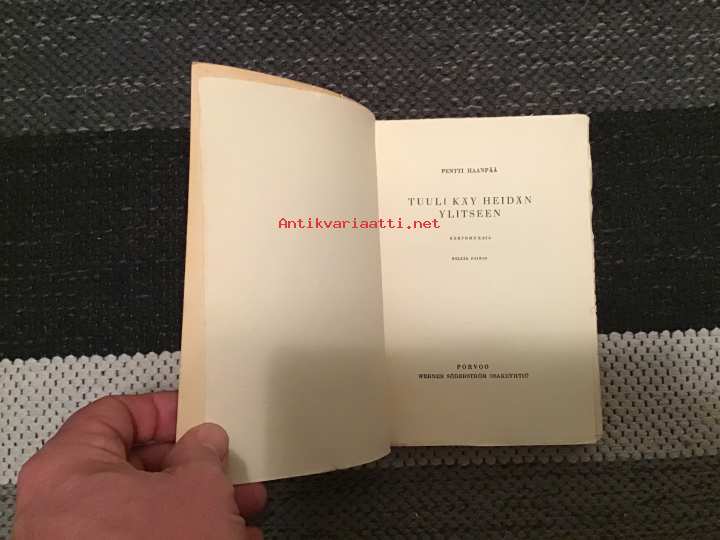 PENTTI HAANPÄÄ
TUULI KÄY HEIDÄN
YLITSEEN
Antikvariaatti.net
KERTOMUKSIA
PORVOO
WERNER SÖDERSTRÖM OSAKEYHTIÖ